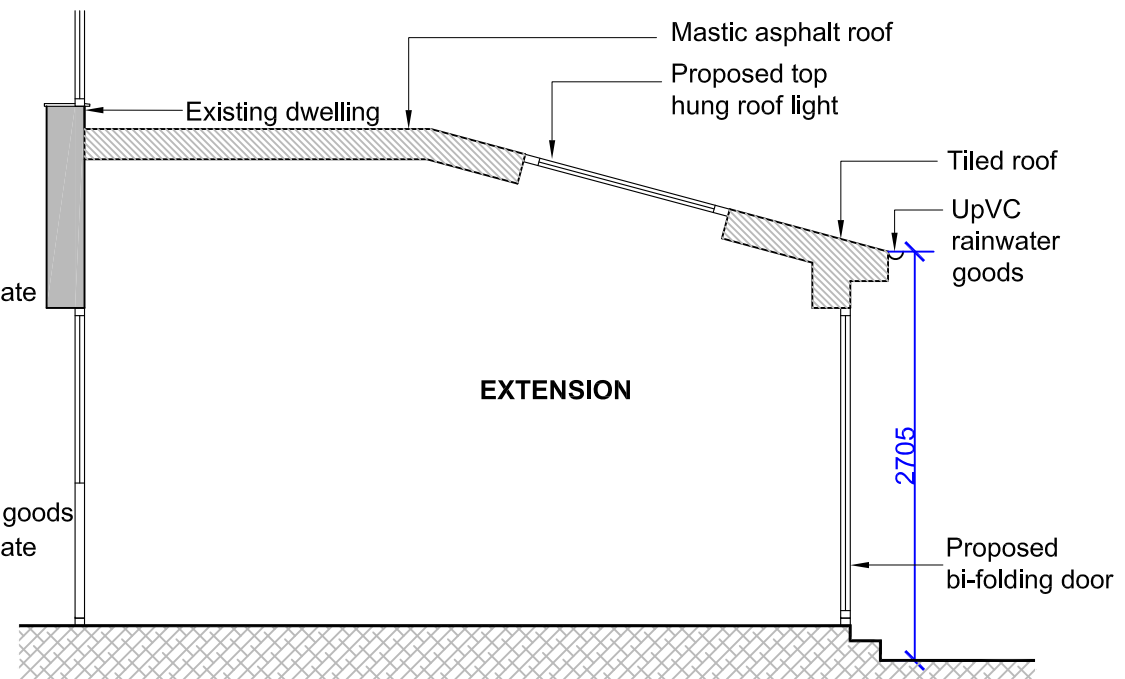 Mastic asphalt roof
Proposed top
hung roof light
Existing dwelling
Tiled roof
UpVC
rainwater
goods
ate
EXTENSION
2705
goods
ate
Proposed
bi-folding door